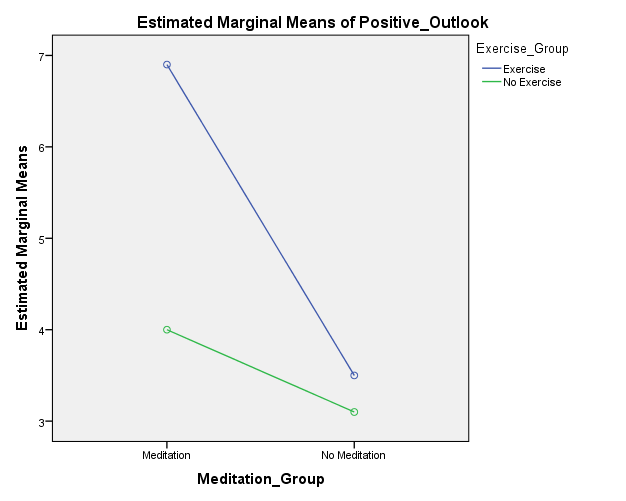 Estimated Marginal Means of Positive_Outlook
Exercise_Group
Exercise
No Exercise
Estimated Marginal Means
7
6
5
4
3
Meditation
No Meditation
Meditation_Group